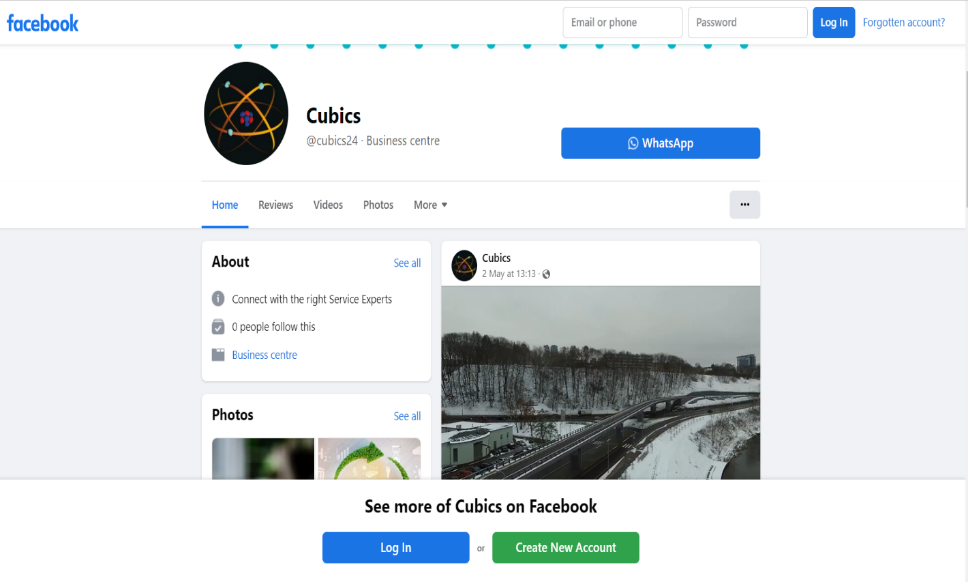 facebook
Email or phone
Password
Log In
Forgotten account?
Cubics
@cubics24 · Business centre
WhatsApp
Home
Reviews
Videos
Photos
More
About
See all
Connect with the right Service Experts
0 people follow this
Business centre
Photos
See all
Cubics
2 May at 13:13 ·
See more of Cubics on Facebook
Log In
or
Create New Account